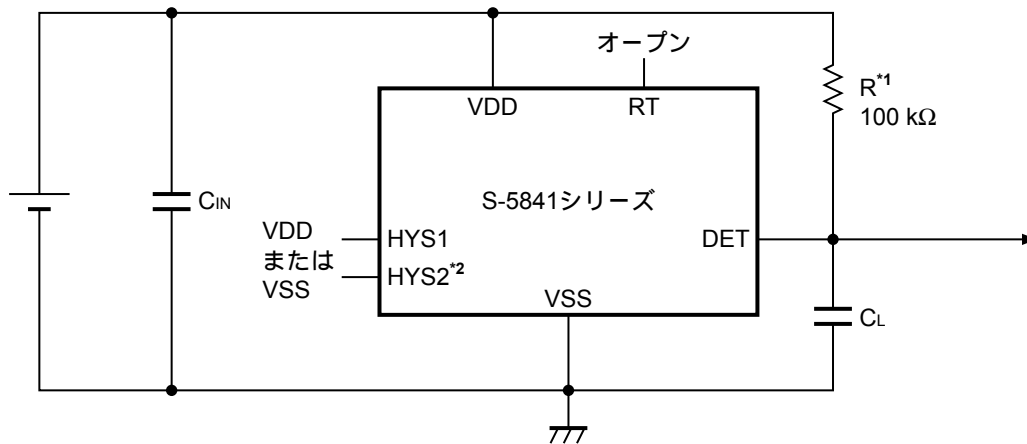 オープン
R*1
100 kΩ
VDD
RT
CIN
S-5841シリーズ
VDD
または
VSS
HYS1
HYS2*2
DET
VSS
CL